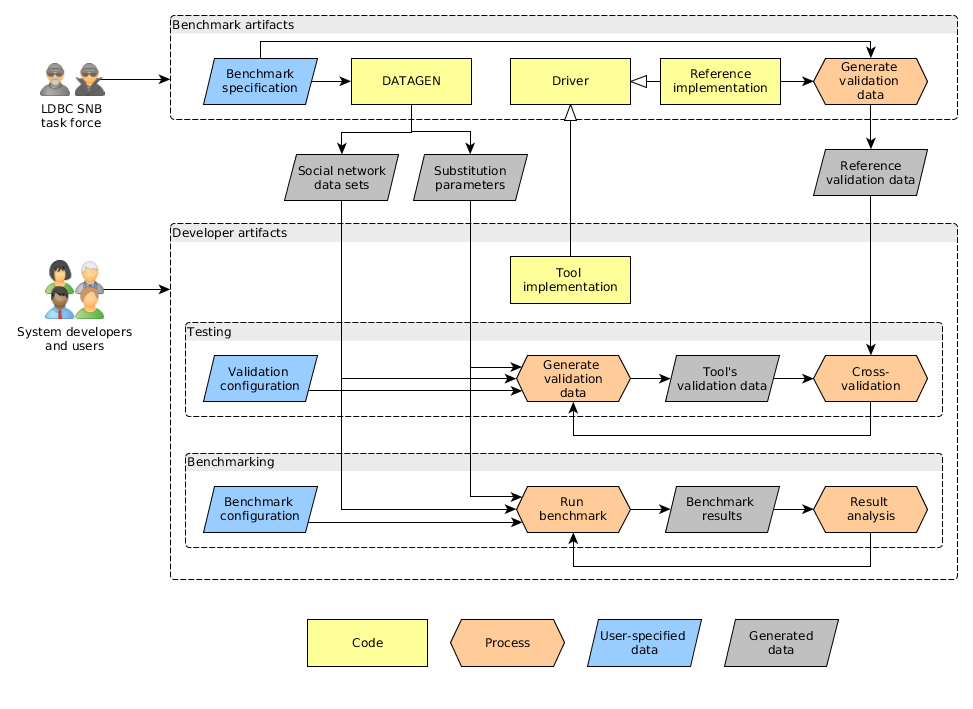 Benchmark artifacts
LDBC SNB
task force
Benchmark
specification
DATAGEN
Driver
Reference
implementation
Generate
validation
data
Social network
data sets
Substitution
parameters
Reference
validation data
Developer artifacts
System developers
and users
Tool
implementation
Testing
Validation
configuration
Generate
validation
data
Tool's
validation data
Cross-
validation
Benchmarking
Benchmark
configuration
Run
benchmark
Benchmark
results
Result
analysis
Code
Process
User-specified
data
Generated
data